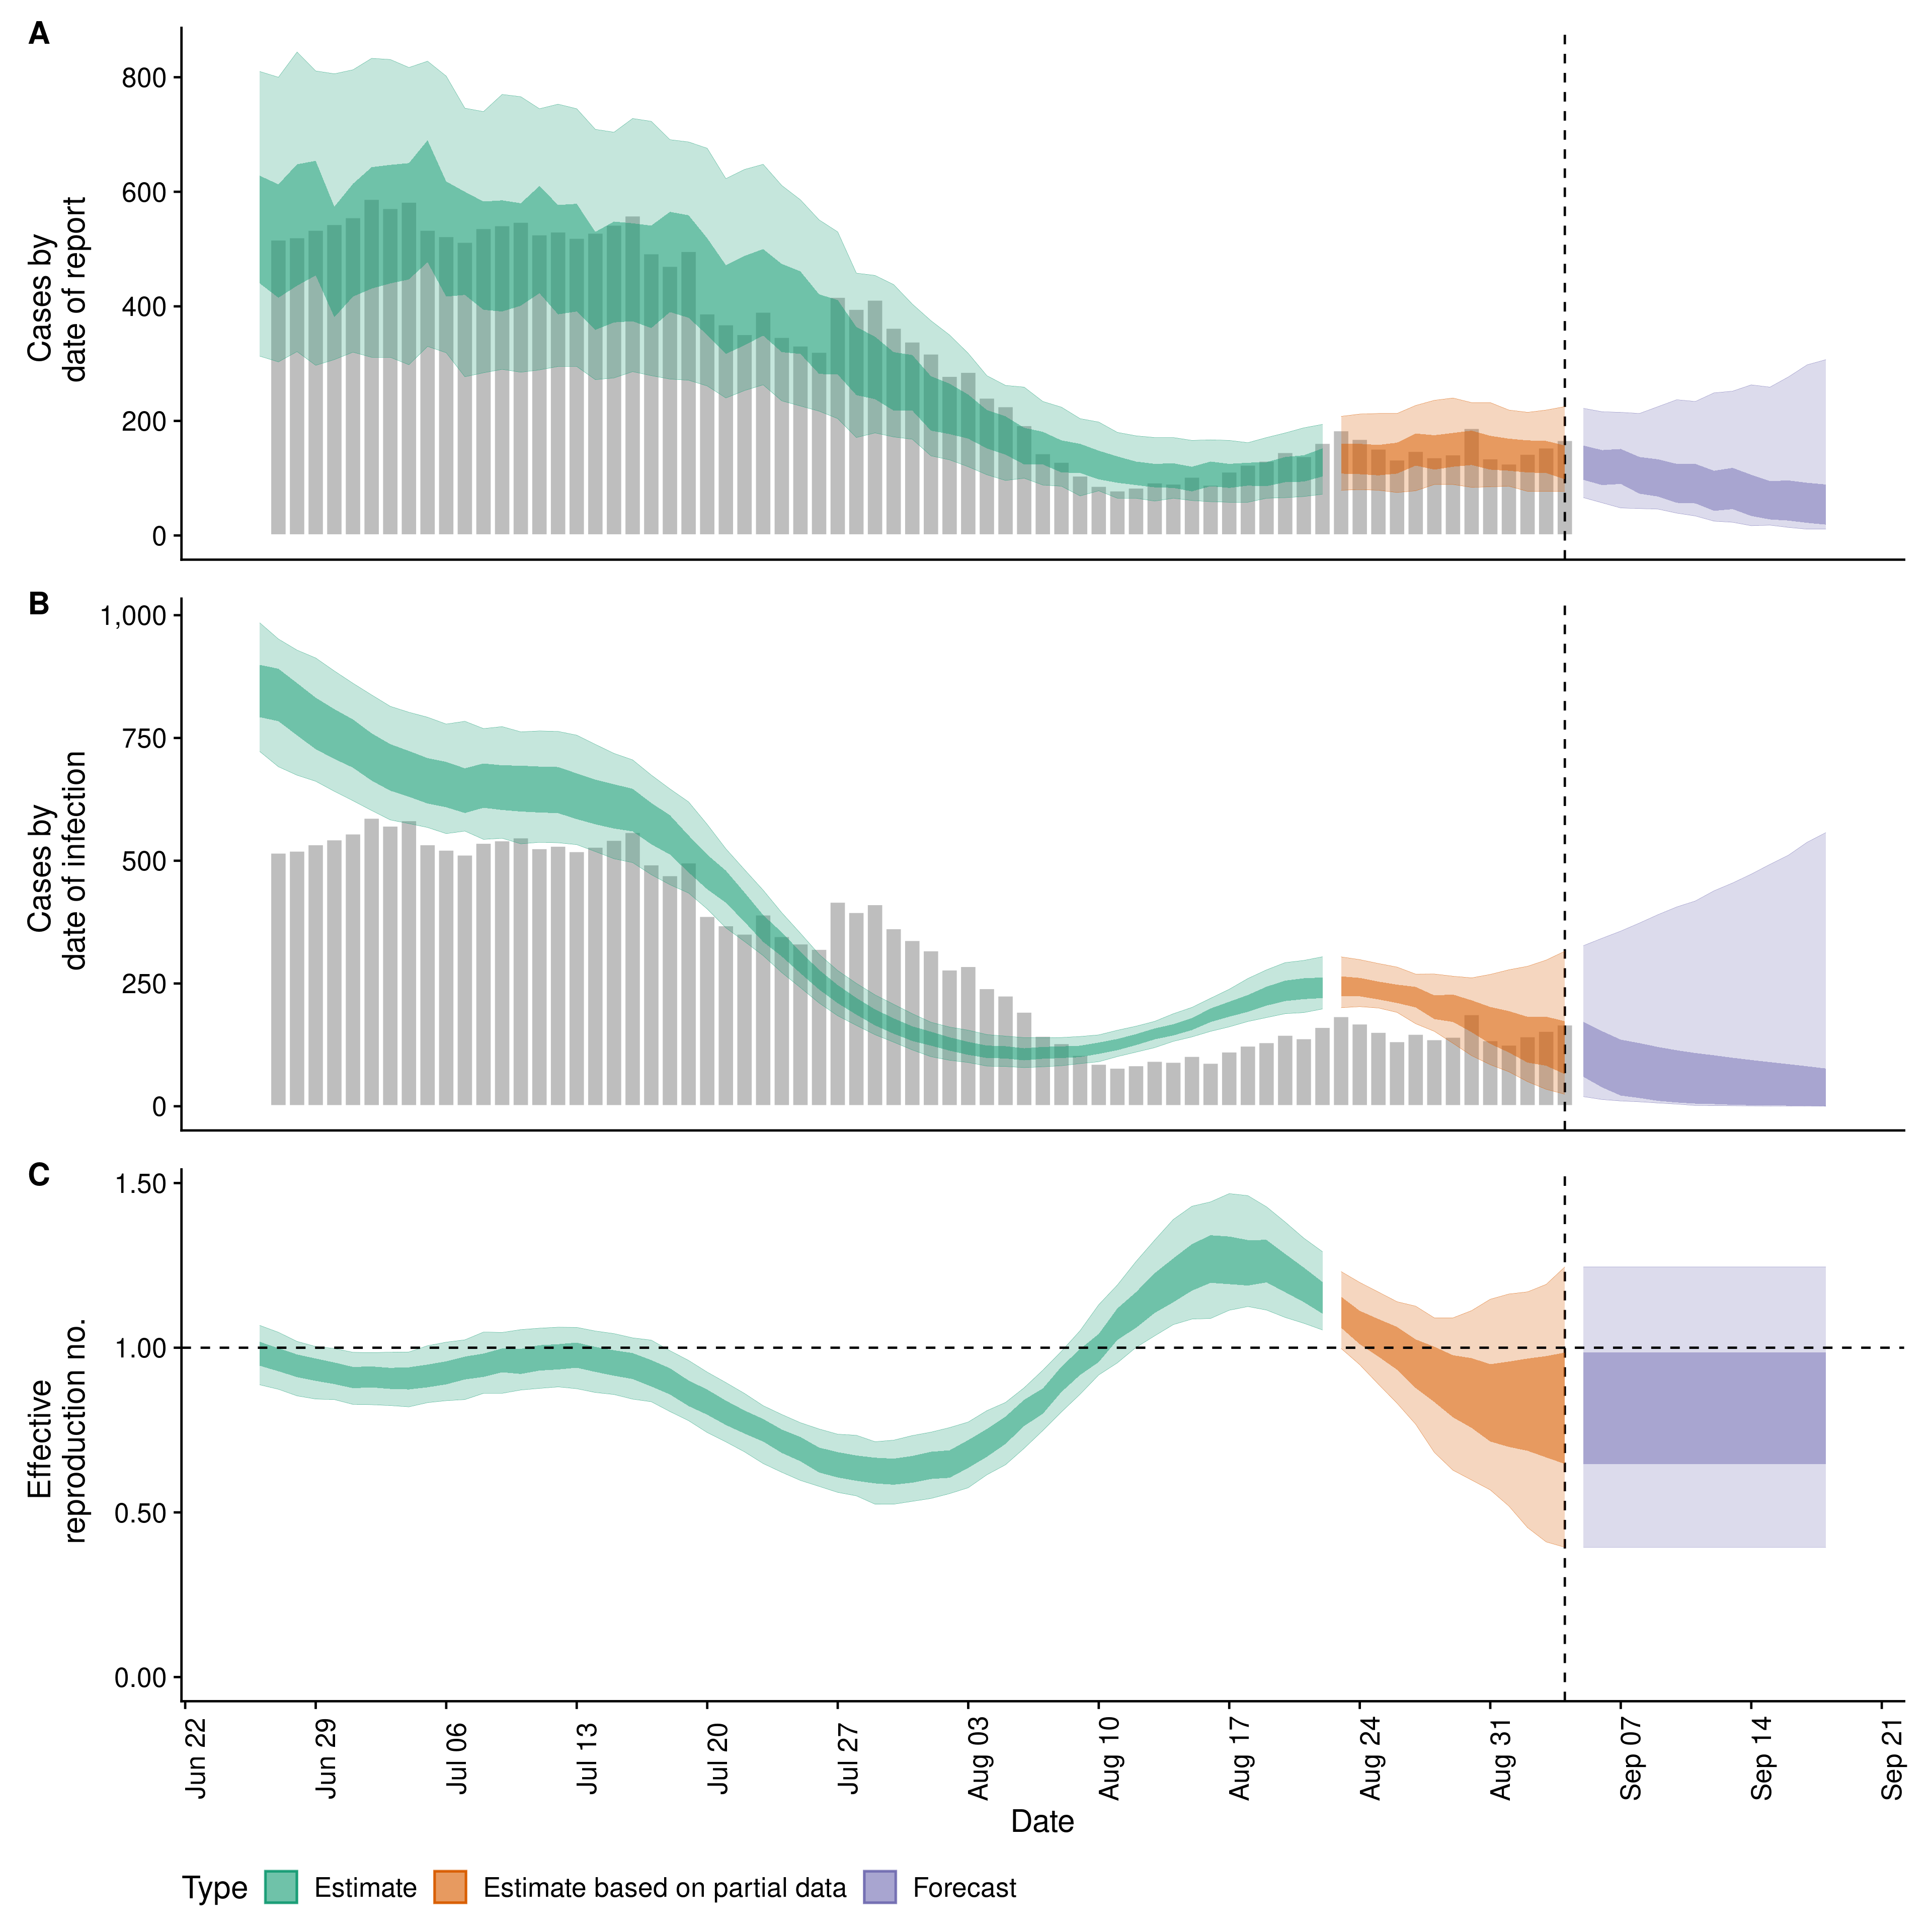 A
800
600
400
200
0
Cases by
date of report
B
1,000
750
500
250
0
Cases by
date of infection
C
1.50
1.00
0.50
0.00
Effective
reproduction no.
Jun 22
Jun 29
Jul 06
Jul 13
Jul 20
Jul 27
Aug 03
Aug 10
Aug 17
Aug 24
Aug 31
Sep 07
Sep 14
Sep 21
Date
Type Estimate Estimate based on partial data Forecast